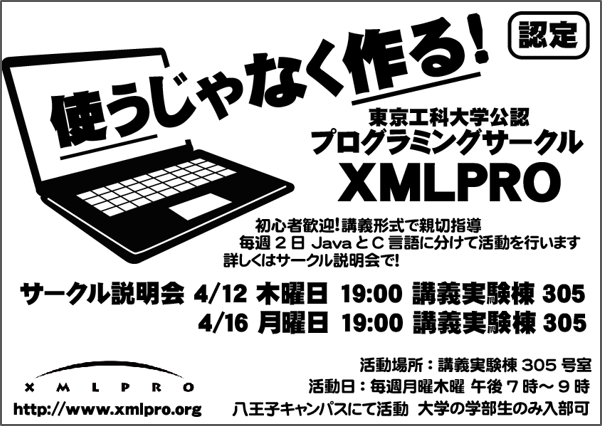 使うじゃなく作る!
認定
東京工科大学公認
プログラミングサークル
XMLPRO
初心者歓迎!講義形式で親切指導
毎週2日 JavaとC言語に分けて活動を行います
詳しくはサークル説明会で!
サークル説明会 4/12 木曜日 19:00 講義実験棟 305
4/16 月曜日 19:00 講義実験棟 305
XMLPRO
http://www.xmlpro.org
活動場所：講義実験棟305号室
活動日：毎週月曜木曜 午後7時～9時
八王子キャンパスにて活動 大学の学部生のみ入部可